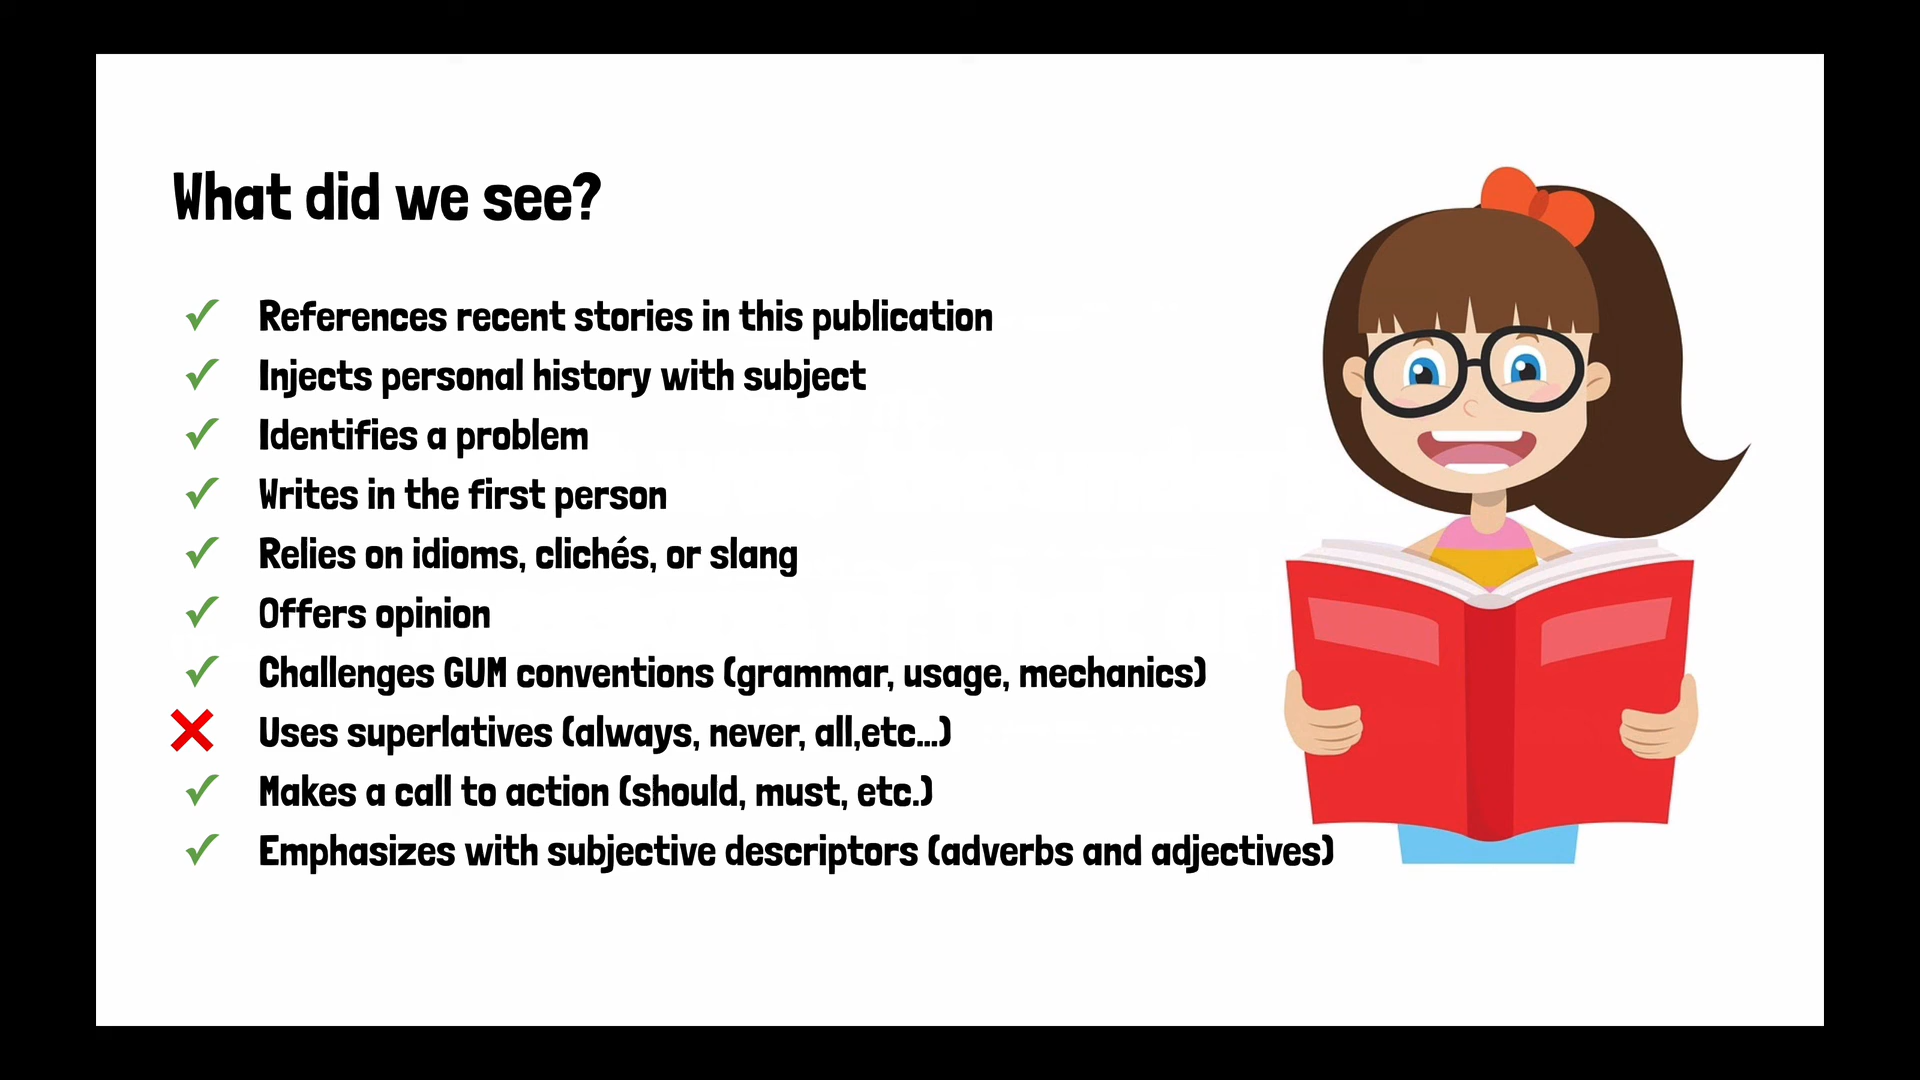 What did we see?
References recent stories in this publication
Injects personal history with subject
Identifies a problem
Writes in the first person
Relies on idioms, clichés, or slang
Offers opinion
Challenges GUM conventions (grammar, usage, mechanics)
Uses superlatives (always, never, all,etc...)
Makes a call to action (should, must, etc.)
Emphasizes with subjective descriptors (adverbs and adjectives)